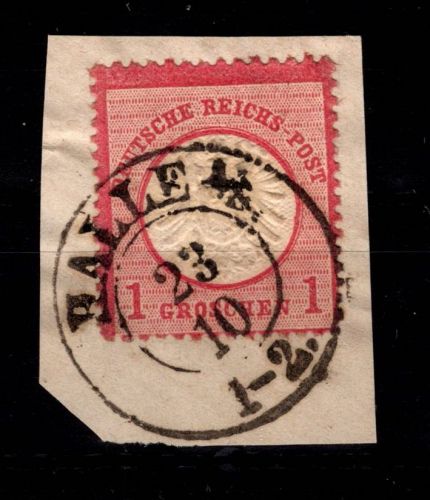 DEUTSCHE REICHS-POST
1 GROSCHEN 1
HALLE
23
10
1-2.